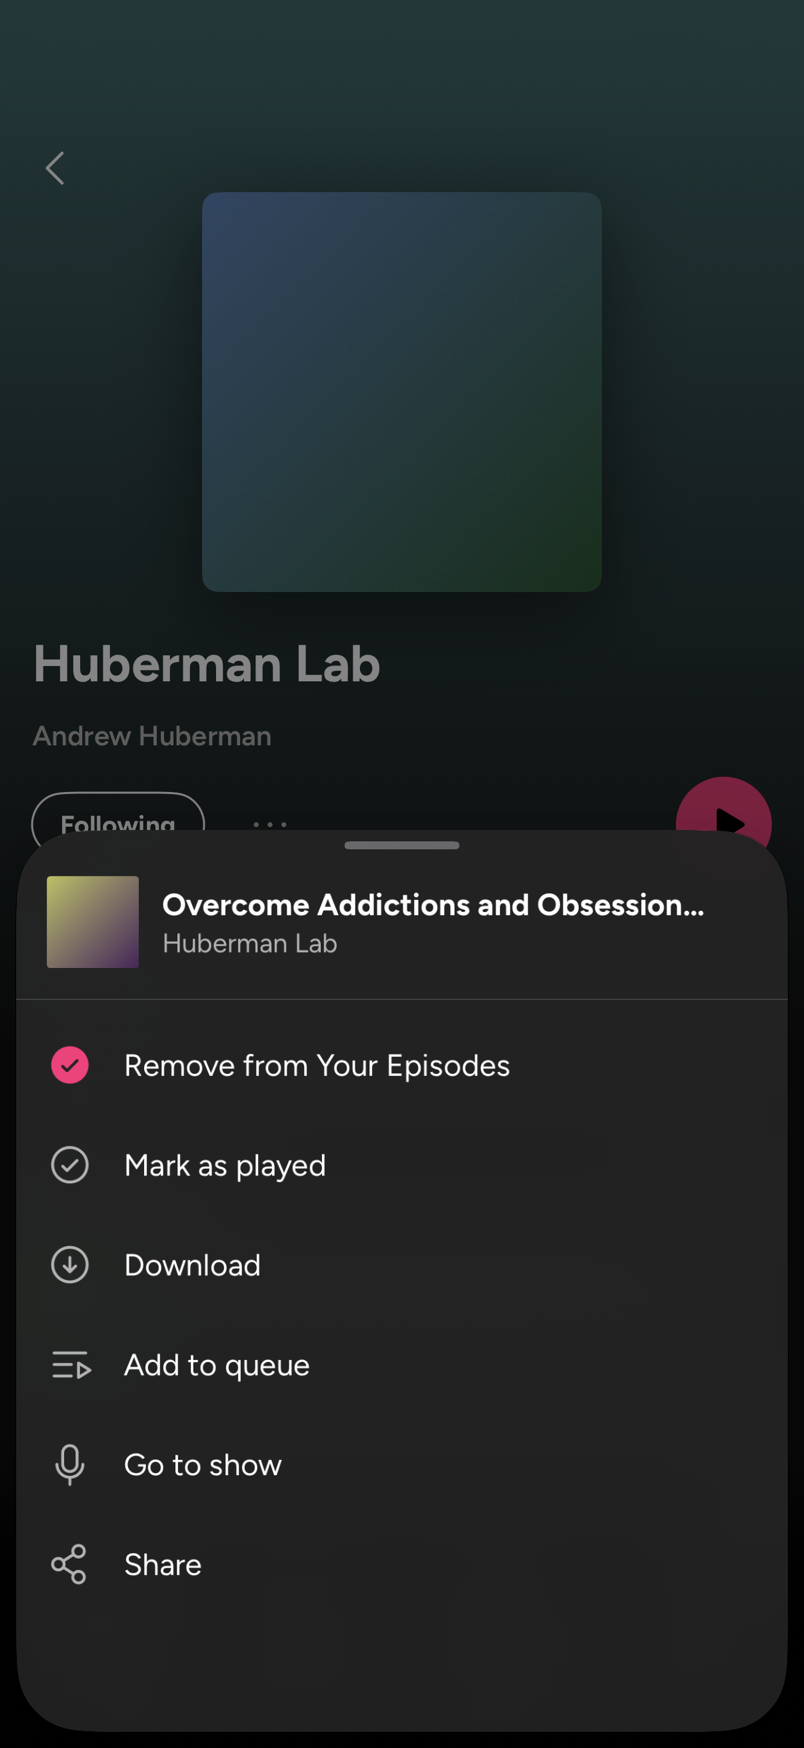 Huberman Lab
Andrew Huberman
Following
Overcome Addictions and Obsession...
Huberman Lab
Remove from Your Episodes
Mark as played
Download
Add to queue
Go to show
Share